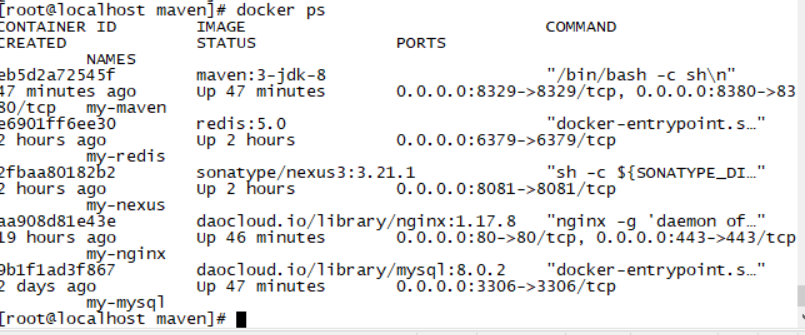 [root@localhost maven]# docker ps
CONTAINER ID IMAGE COMMAND
CREATED STATUS PORTS
NAMES
eb5d2a72545f maven:3-jdk-8 "/bin/bash -c sh\n"
47 minutes ago Up 47 minutes 0.0.0.0:8329->8329/tcp, 0.0.0.0:8380->83
80/tcp my-maven
e6901ff6ee30 redis:5.0 "docker-entrypoint.s…"
2 hours ago Up 2 hours 0.0.0.0:6379->6379/tcp
my-redis
2fbaa80182b2 sonatype/nexus3:3.21.1 "sh -c ${SONATYPE_DI…"
2 hours ago Up 2 hours 0.0.0.0:8081->8081/tcp
my-nexus
aa908d81e43e daocloud.io/library/nginx:1.17.8 "nginx -g 'daemon of…"
19 hours ago Up 46 minutes 0.0.0.0:80->80/tcp, 0.0.0.0:443->443/tcp
my-nginx
9b1f1ad3f867 daocloud.io/library/mysql:8.0.2 "docker-entrypoint.s…"
2 days ago Up 47 minutes 0.0.0.0:3306->3306/tcp
my-mysql
[root@localhost maven]#